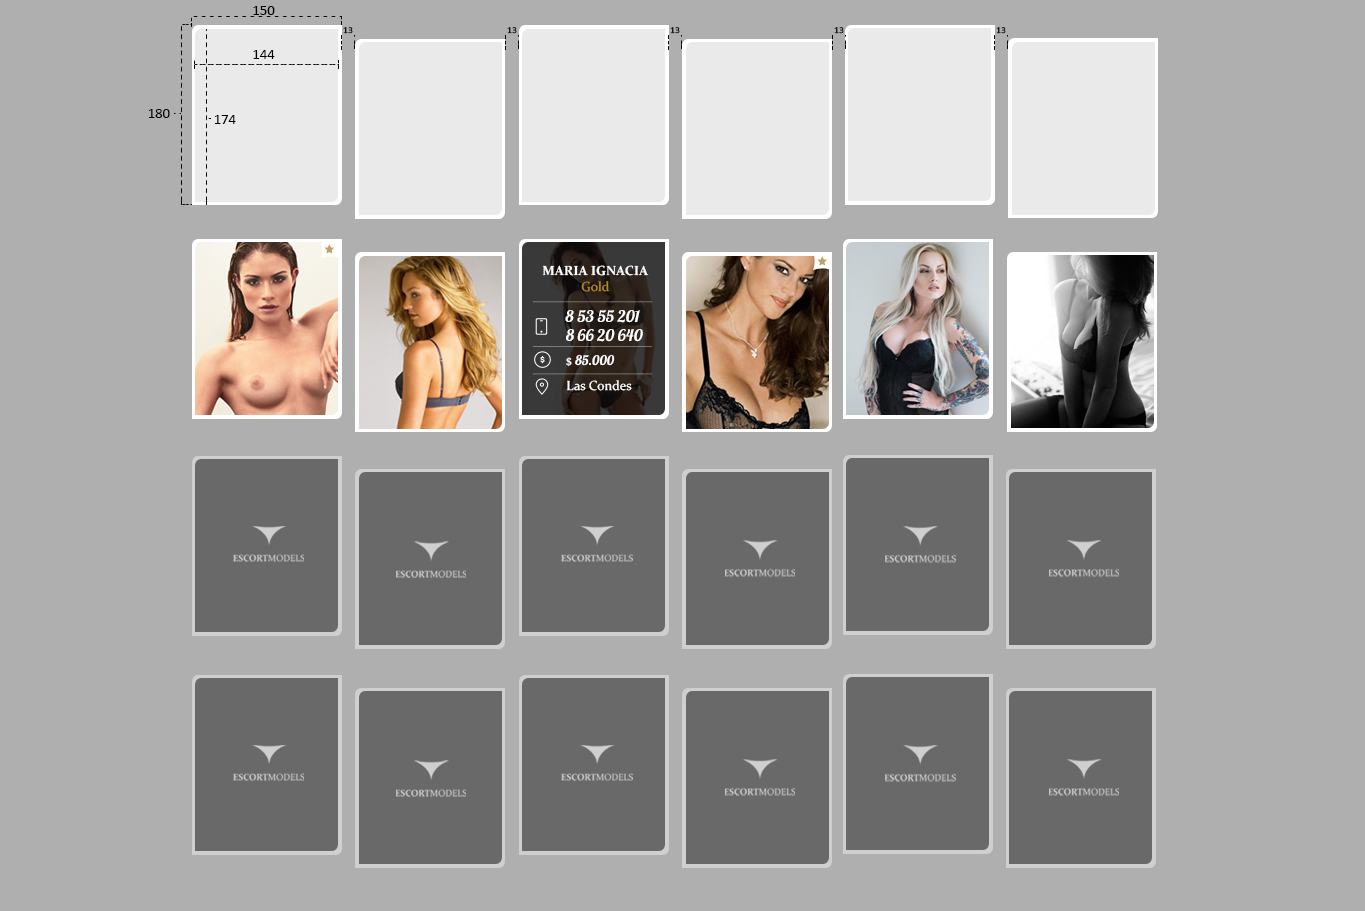 150
13
13
13
13
13
144
180
174
MARIA IGNACIA
Gold
8 53 55 201
8 66 20 640
$ 85.000
Las Condes
ESCORTMODELS
ESCORTMODELS
ESCORTMODELS
ESCORTMODELS
ESCORTMODELS
ESCORTMODELS
ESCORTMODELS
ESCORTMODELS
ESCORTMODELS
ESCORTMODELS
ESCORTMODELS
ESCORTMODELS